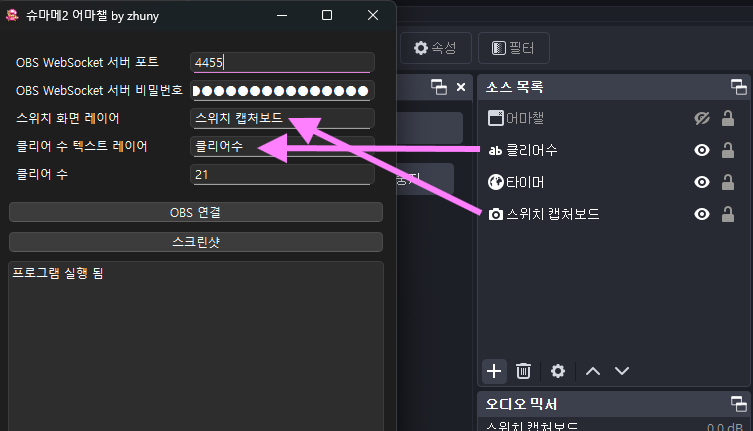 슈마메2 어마챌 by zhuny
OBS WebSocket 서버 포트
4455
OBS WebSocket 서버 비밀번호
스위치 화면 레이어
스위치 캡처보드
클리어 수 텍스트 레이어
클리어수
클리어 수
21
OBS 연결
스크린샷
프로그램 실행 됨
속성
필터
소스 목록
어마챌
ab 클리어수
타이머
스위치 캡처보드
오디오 믹서
스위치 캡처보드
0.0 dB